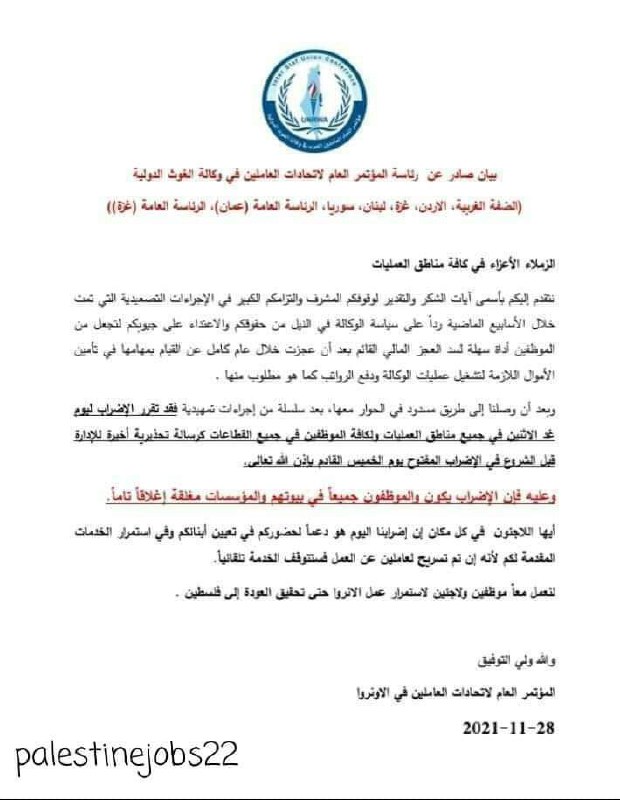 Inter Staff Union Conference
UNRWA
بيان صادر عن رئاسة المؤتمر العام لاتحادات العاملين في وكالة الغوث الدولية
(الضفة الغربية، الاردن، غزة، لبنان، سوريا، الرئاسة العامة (عمان)، الرئاسة العامة (غزة))
الزملاء الأعزاء في كافة مناطق العمليات
نتقدم إليكم بأسمى آيات الشكر والتقدير لوقوفكم المشرف والتزامكم الكبير في الإجراءات التصعيدية التي تمت
خلال الأسابيع الماضية رداً على سياسة الوكالة في النيل من حقوقكم والاعتداء على جيوبكم لتجعل من
الموظفين أداة سهلة لسد العجز المالي القائم بعد أن عجزت خلال عام كامل عن القيام بمهامها في تأمين
الأموال اللازمة لتشغيل عمليات الوكالة ودفع الرواتب كما هو مطلوب منها .
وبعد أن وصلنا إلى طريق مسدود في الحوار معها، بعد سلسلة من إجراءات تمهيدية فقد تقرر الإضراب ليوم
غد الاثنين في جميع مناطق العمليات ولكافة الموظفين في جميع القطاعات كرسالة تحذيرية أخيرة للإدارة
قبل الشروع في الإضراب المفتوح يوم الخميس القادم بإذن الله تعالى.
وعليه فإن الإضراب يكون والموظفون جميعاً في بيوتهم والمؤسسات مغلقة إغلاقاً تاماً.
أيها اللاجئون في كل مكان إن إضرابنا اليوم هو دعماً لحضوركم في تعيين أبنائكم وفي استمرار الخدمات
المقدمة لكم لأنه إن تم تسريح لعاملين عن العمل فستتوقف الخدمة تلقائياً.
لنعمل معاً موظفين ولاجئين لاستمرار عمل الانروا حتى تحقيق العودة إلى فلسطين .
والله ولي التوفيق
المؤتمر العام لاتحادات العاملين في الاونروا
2021-11-28
palestinejobs22